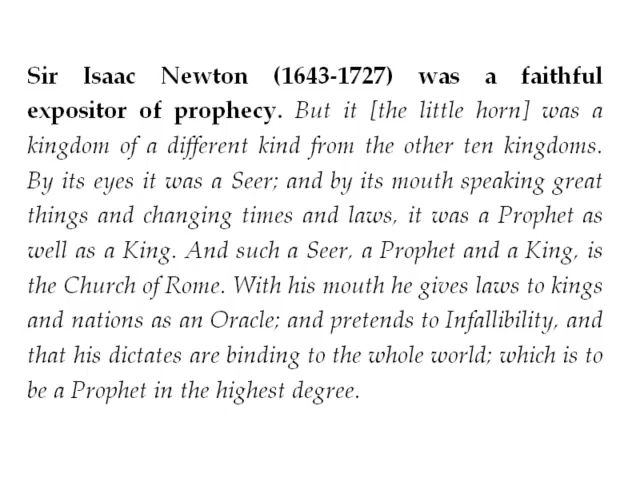 Sir Isaac Newton (1643-1727) was a faithful
expositor of prophecy. But it [the little horn] was a
kingdom of a different kind from the other ten kingdoms.
By its eyes it was a Seer; and by its mouth speaking great
things and changing times and laws, it was a Prophet as
well as a King. And such a Seer, a Prophet and a King, is
the Church of Rome. With his mouth he gives laws to kings
and nations as an Oracle; and pretends to Infallibility, and
that his dictates are binding to the whole world; which is to
be a Prophet in the highest degree.